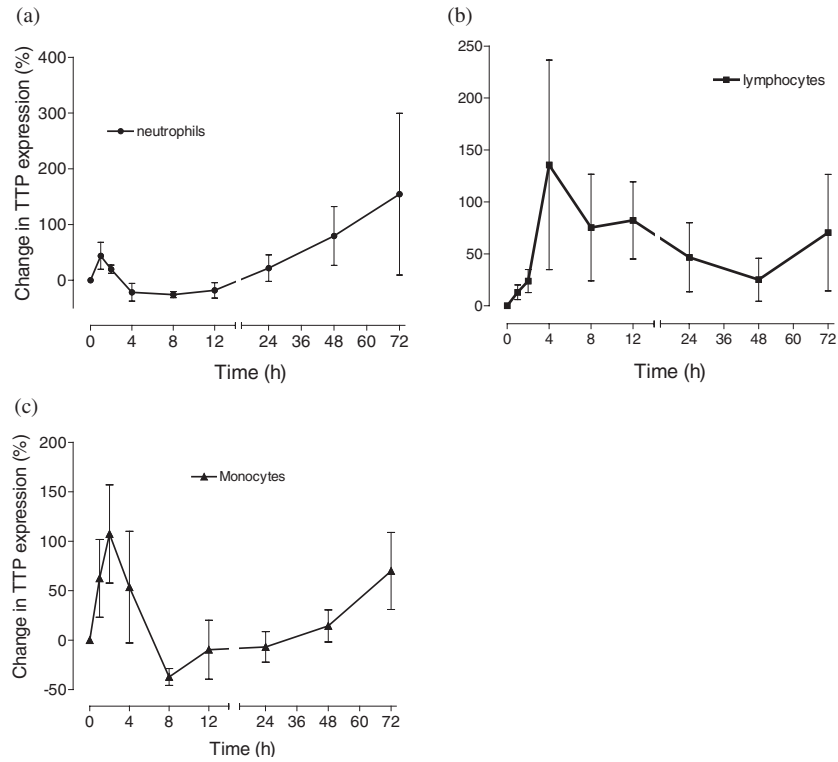 (a)
Change in TTP expression (%)
400
300
200
100
0
neutrophils
0 4 8 12 24 36 48 60 72
Time (h)
(b)
250
200
150
100
50
0
lymphocytes
0 4 8 12 24 36 48 60 72
Time (h)
(c)
Change in TTP expression (%)
200
150
100
50
0
-50
Monocytes
0 4 8 12 24 36 48 60 72
Time (h)